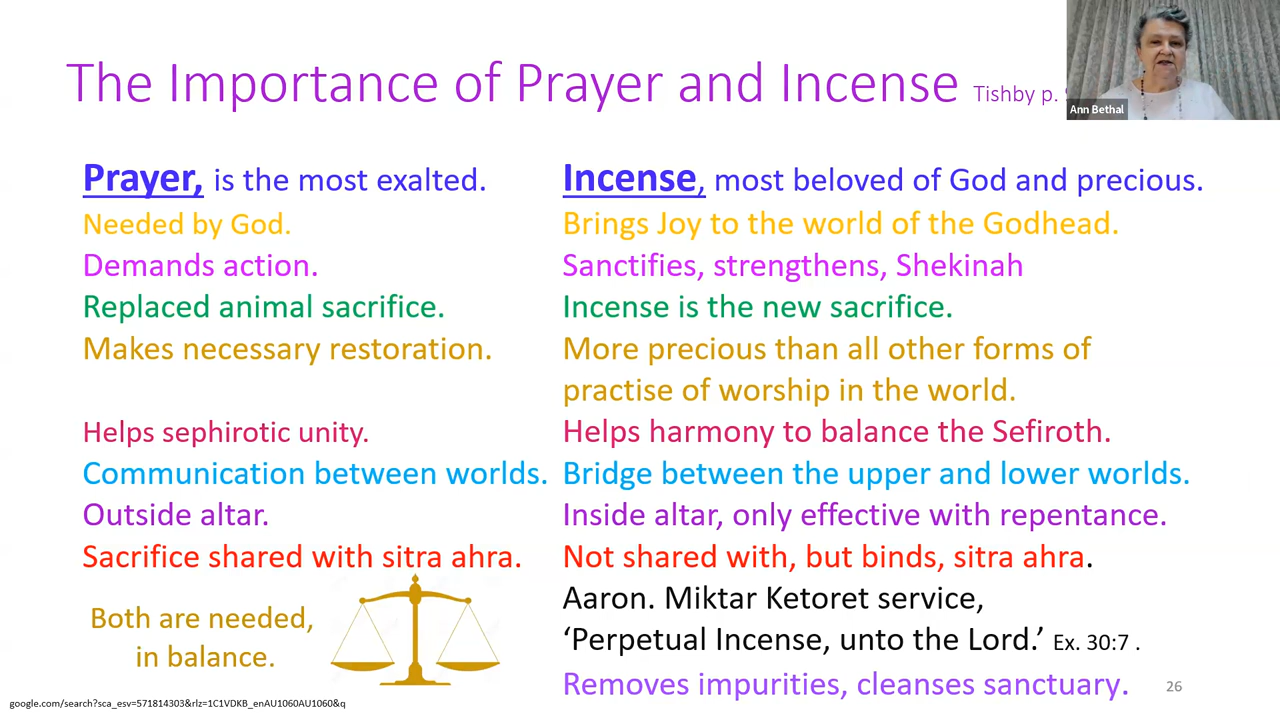 The Importance of Prayer and Incense Tishby p.
Ann Bethal
Prayer, is the most exalted.
Needed by God.
Demands action.
Replaced animal sacrifice.
Makes necessary restoration.
Helps sephirotic unity.
Communication between worlds.
Outside altar.
Sacrifice shared with sitra ahra.
Both are needed,
in balance.
Incense, most beloved of God and precious.
Brings Joy to the world of the Godhead.
Sanctifies, strengthens, Shekinah
Incense is the new sacrifice.
More precious than all other forms of
practise of worship in the world.
Helps harmony to balance the Sefiroth.
Bridge between the upper and lower worlds.
Inside altar, only effective with repentance.
Not shared with, but binds, sitra ahra.
Aaron. Miktar Ketoret service,
‘Perpetual Incense, unto the Lord.’ Ex. 30:7 .
Removes impurities, cleanses sanctuary.
26
google.com/search?sca_esv=571814303&rlz=1C1VDKB_enAU1060AU1060&q